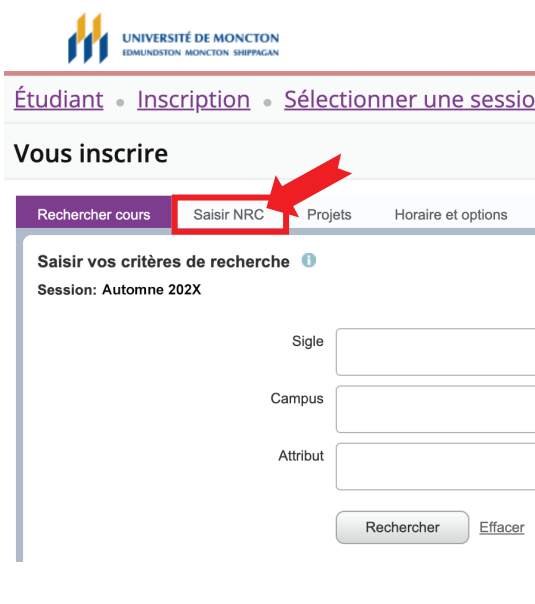 UNIVERSITÉ DE MONCTON
EDMUNDSTON MONCTON SHIPPAGAN
Étudiant • Inscription • Sélectionner une sessio
Vous inscrire
Rechercher cours Saisir NRC Projets Horaire et options
Saisir vos critères de recherche i
Session: Automne 202X
Sigle
Campus
Attribut
Rechercher Effacer